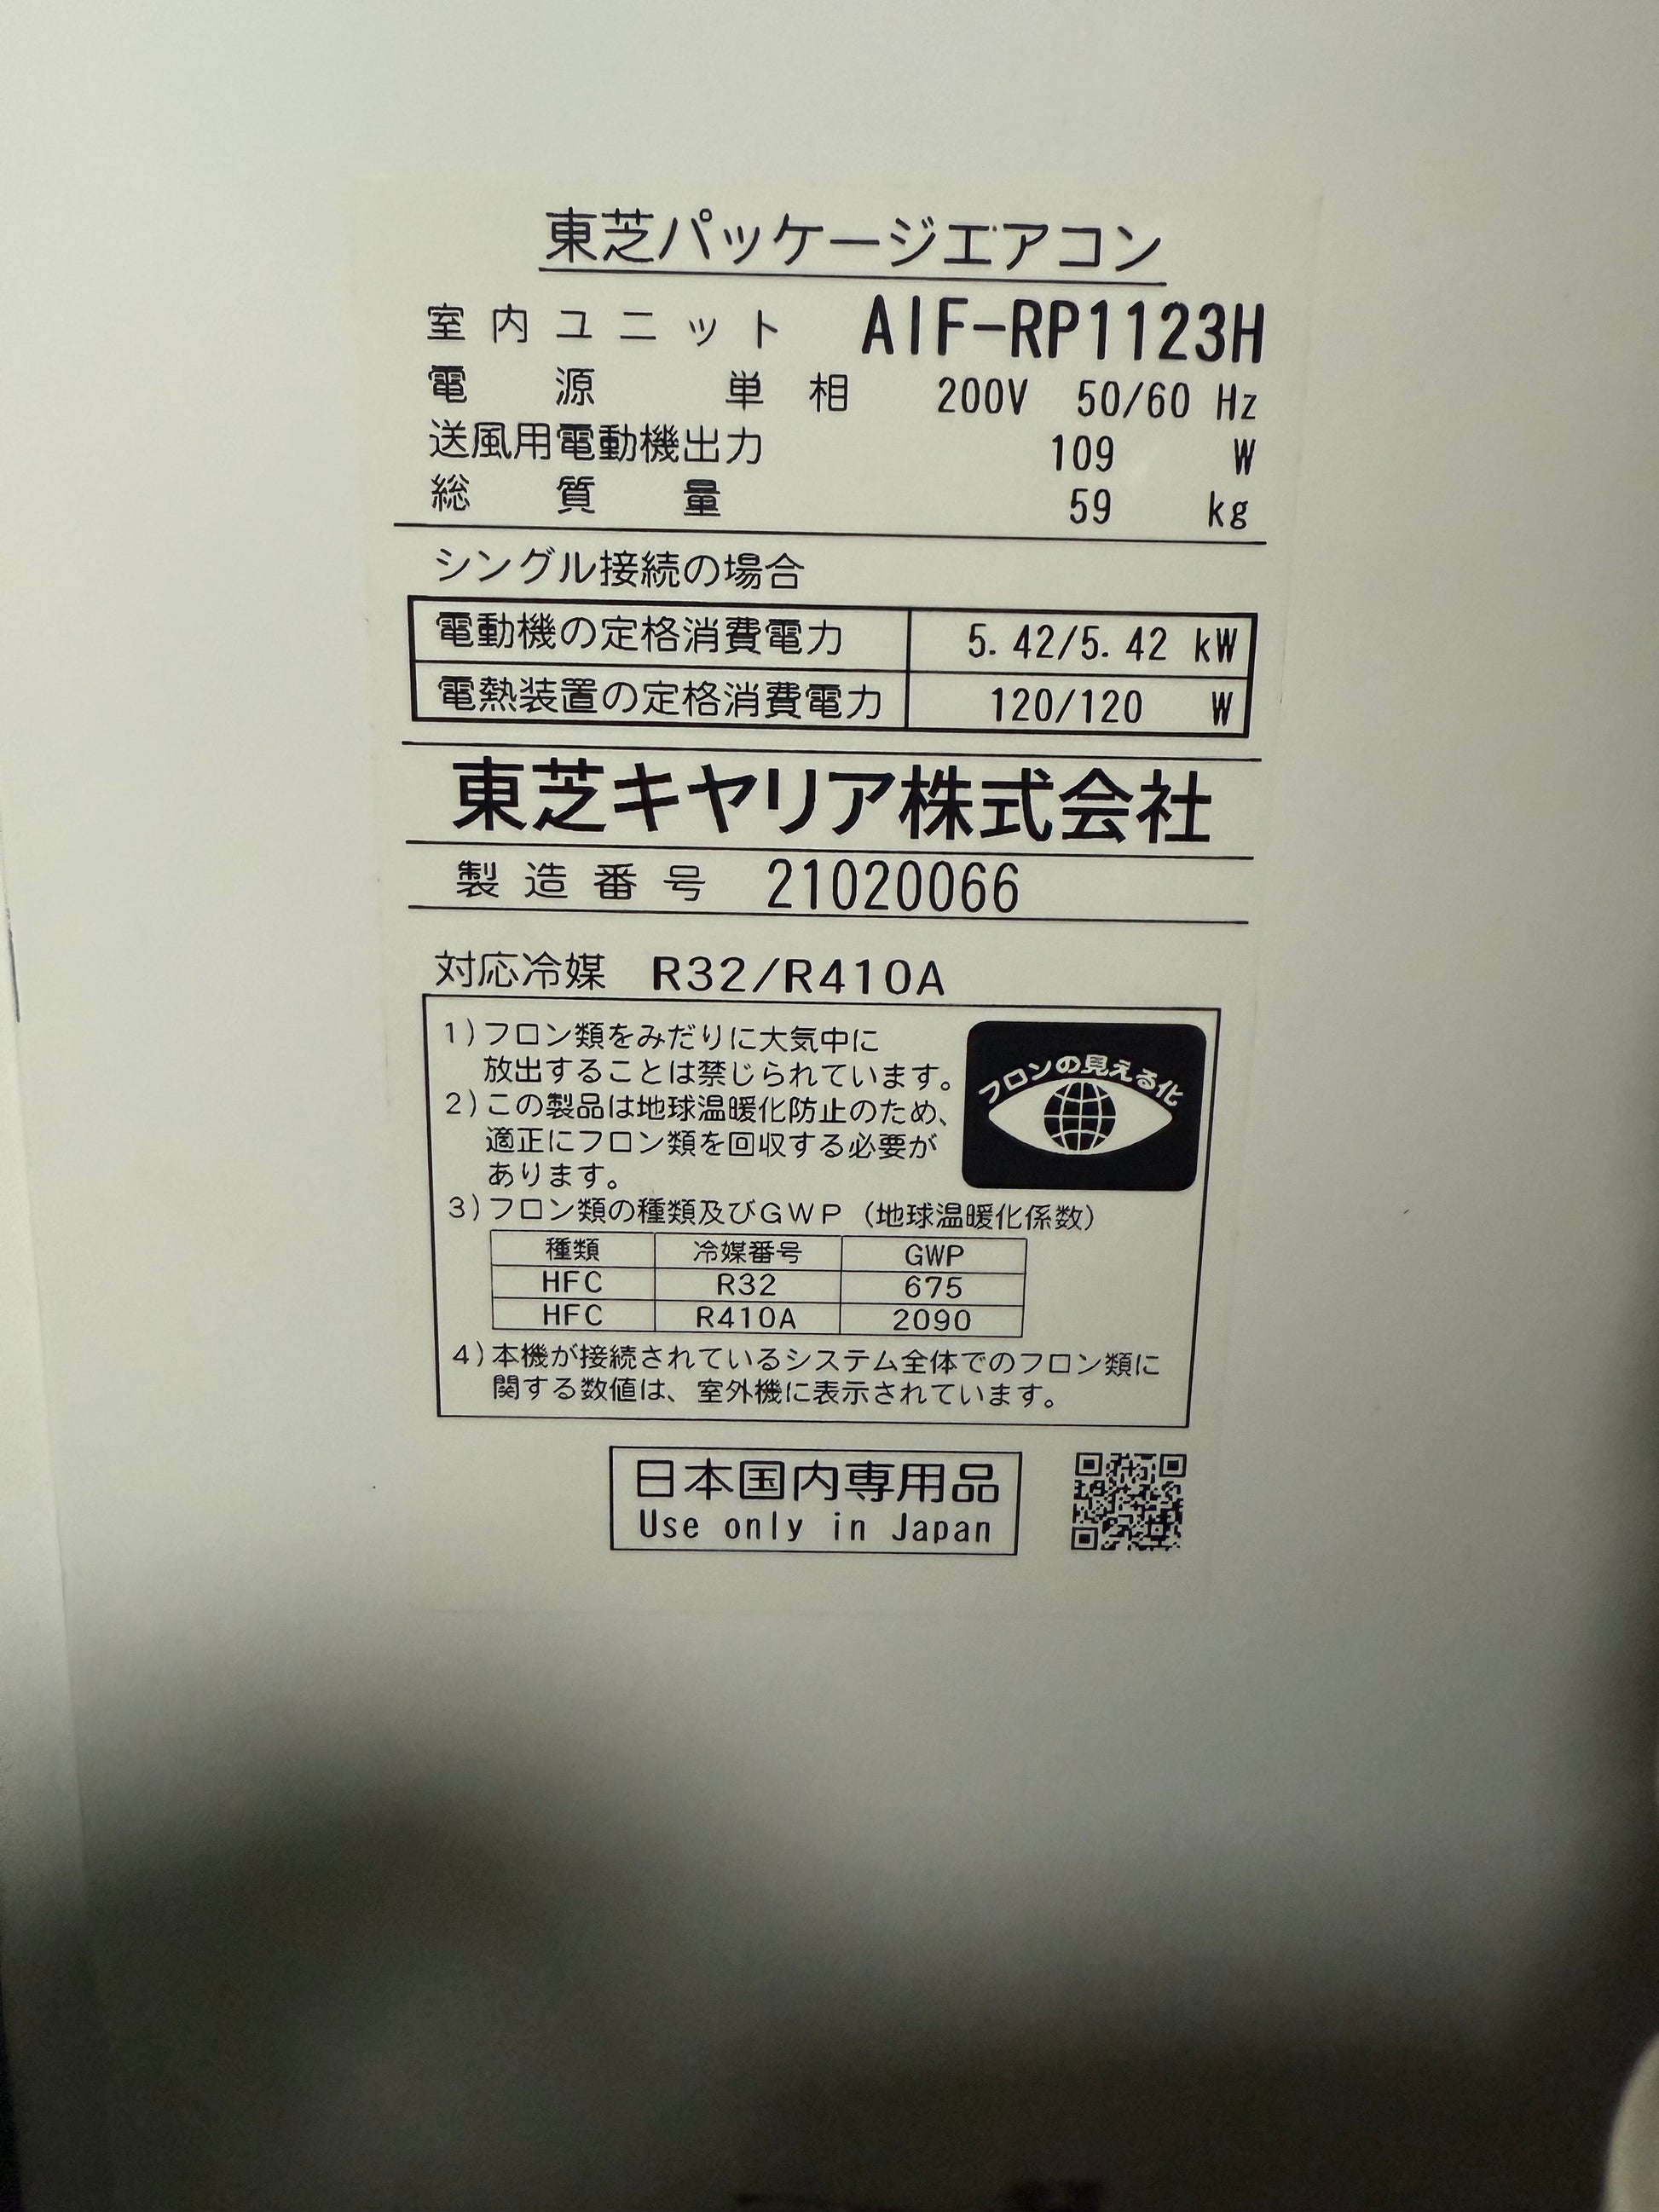 東芝パッケージエアコン
室内ユニット AIF-RP1123H
電源 単相 200V 50/60 Hz
送風用電動機出力 109 W
総質量 59 kg
シングル接続の場合
電動機の定格消費電力 5.42/5.42 kW
電熱装置の定格消費電力 120/120 W
東芝キヤリア株式会社
製造番号 21020066
対応冷媒 R32/R410A
1)フロン類をみだりに大気中に
放出することは禁じられています。
2)この製品は地球温暖化防止のため、
適正にフロン類を回収する必要が
あります。
フロンの見える化
3)フロン類の種類及びGWP(地球温暖化係数)
種類 冷媒番号 GWP
HFC R32 675
HFC R410A 2090
4)本機が接続されているシステム全体でのフロン類に
関する数値は、室外機に表示されています。
日本国内専用品
Use only in Japan